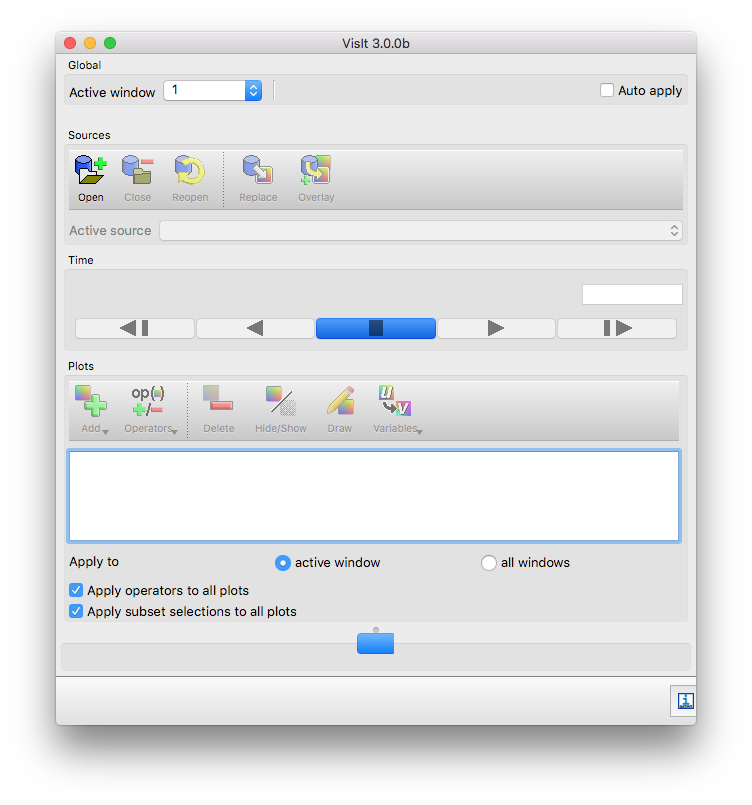 VisIt 3.0.0b
Global
Active window 1 Auto apply
Sources
Open Close Reopen Replace Overlay
Active source
Time
Plots
op( ) +/-
Add Operators Delete Hide/Show Draw Variables
Apply to active window all windows
Apply operators to all plots
Apply subset selections to all plots